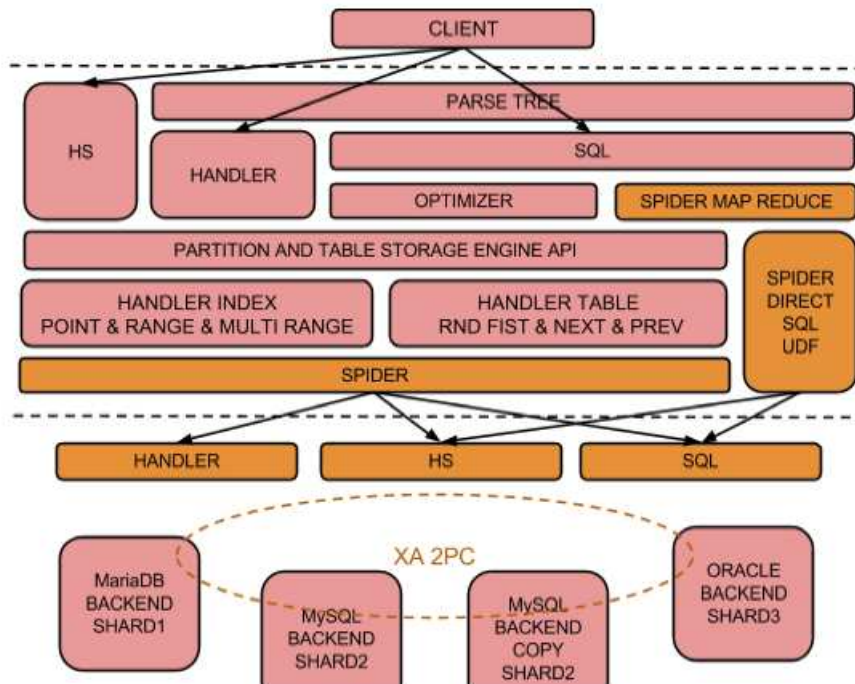 CLIENT
PARSE TREE
HS
HANDLER
SQL
OPTIMIZER
SPIDER MAP REDUCE
PARTITION AND TABLE STORAGE ENGINE API
SPIDER
DIRECT
SQL
UDF
HANDLER INDEX
POINT & RANGE & MULTI RANGE
HANDLER TABLE
RND FIST & NEXT & PREV
SPIDER
HANDLER
HS
SQL
XA 2PC
MariaDB
BACKEND
SHARD1
MySQL
BACKEND
SHARD2
MySQL
BACKEND
COPY
SHARD2
ORACLE
BACKEND
SHARD3